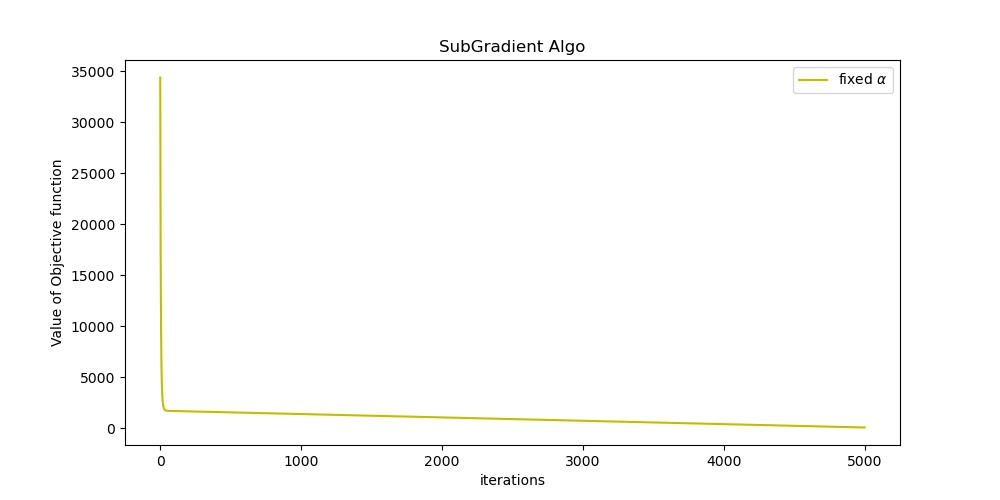 SubGradient Algo
fixed α
35000
30000
25000
20000
15000
10000
5000
0
Value of Objective function
0 1000 2000 3000 4000 5000
iterations